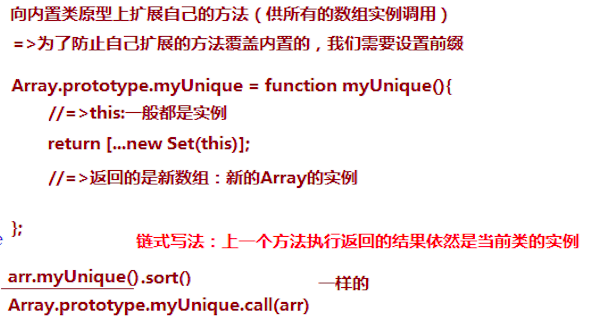 向内置类原型上扩展自己的方法（供所有的数组实例调用）
=>为了防止自己扩展的方法覆盖内置的，我们需要设置前缀
Array.prototype.myUnique = function myUnique(){
//=>this:一般都是实例
return [...new Set(this)];
//=>返回的是新数组：新的Array的实例
};
链式写法：上一个方法执行返回的结果依然是当前类的实例
arr.myUnique().sort()
一样的
Array.prototype.myUnique.call(arr)